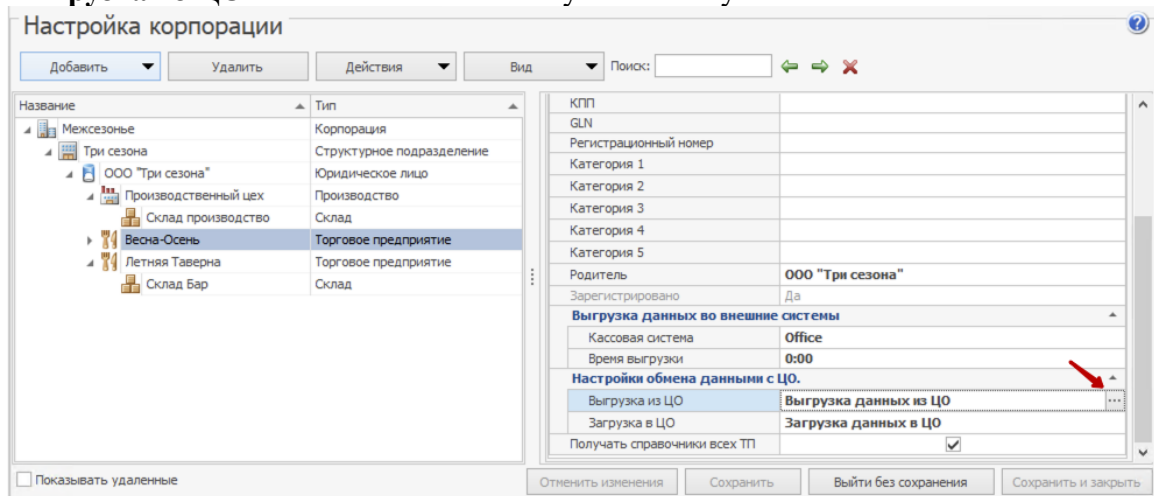 Настройка корпорации
Добавить Удалить Действия Вид Поиск:
Название Тип
Межсезонье Корпорация
Три сезона Структурное подразделение
ООО "Три сезона" Юридическое лицо
Производственный цех Производство
Склад производство Склад
Весна-Осень Торговое предприятие
Летняя Таверна Торговое предприятие
Склад Бар Склад
КПП
GLN
Регистрационный номер
Категория 1
Категория 2
Категория 3
Категория 4
Категория 5
Родитель ООО "Три сезона"
Зарегистрировано Да
Выгрузка данных во внешние системы
Кассовая система Office
Время выгрузки 0:00
Настройки обмена данными с ЦО.
Выгрузка из ЦО Выгрузка данных из ЦО ...
Загрузка в ЦО Загрузка данных в ЦО
Получать справочники всех ТП
Показывать удаленные
Отменить изменения Сохранить Выйти без сохранения Сохранить и закрыть